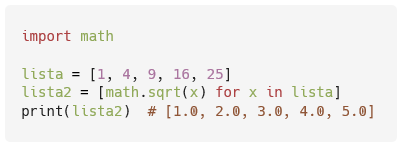 import math

lista = [1, 4, 9, 16, 25]
lista2 = [math.sqrt(x) for x in lista]
print(lista2)  # [1.0, 2.0, 3.0, 4.0, 5.0]